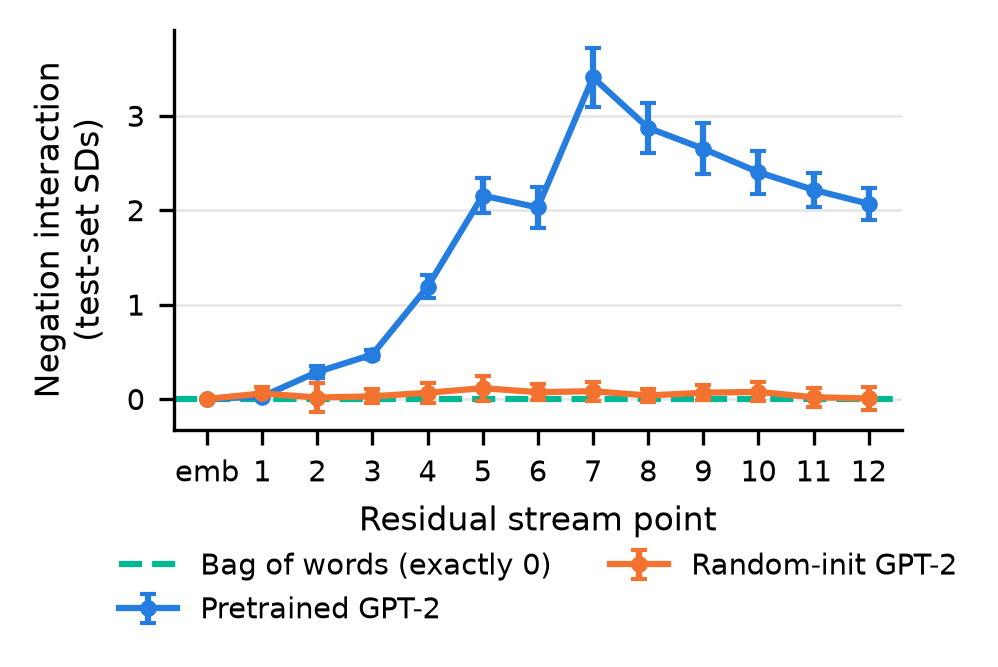 Negation interaction
(test-set SDs)
3
2
1
0
emb 1 2 3 4 5 6 7 8 9 10 11 12
Residual stream point
Bag of words (exactly 0)
Random-init GPT-2
Pretrained GPT-2